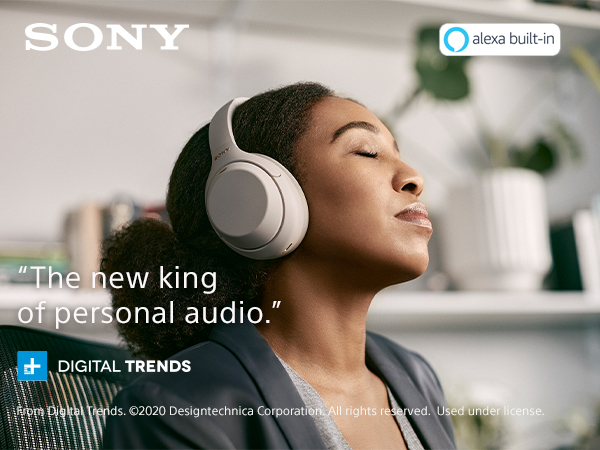 SONY
alexa built-in
SONY
“The new king
of personal audio.”
DIGITAL TRENDS
From Digital Trends. ©2020 Designtechnica Corporation. All rights reserved. Used under license.